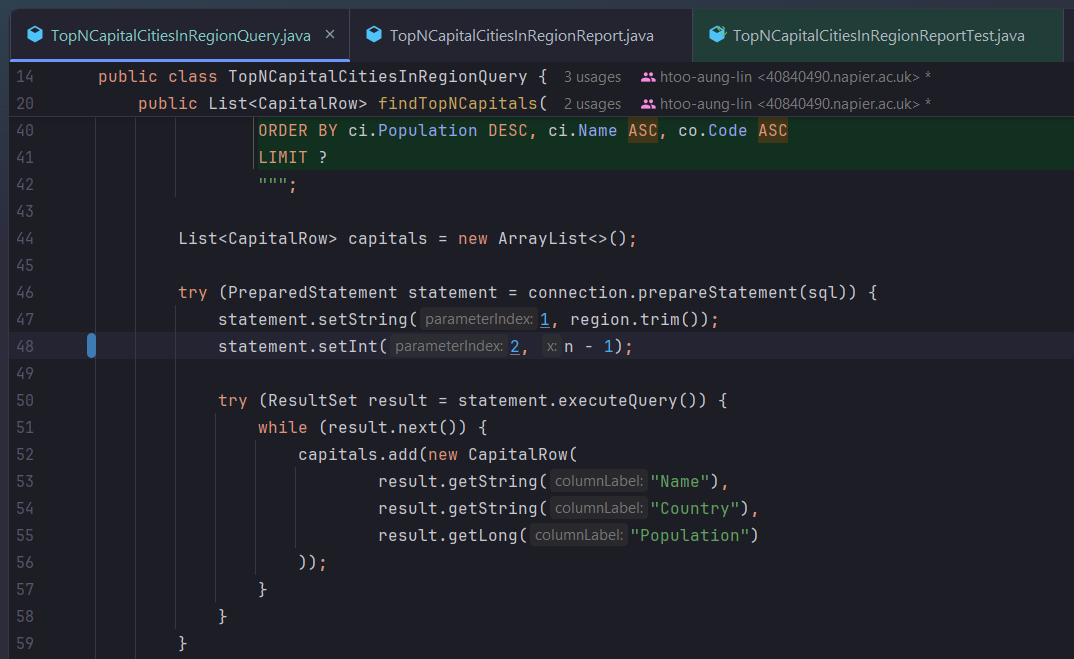 TopNCapitalCitiesInRegionQuery.java × TopNCapitalCitiesInRegionReport.java TopNCapitalCitiesInRegionReportTest.java
14 public class TopNCapitalCitiesInRegionQuery { 3 usages htoo-aung-lin <40840490.napier.ac.uk> *
20 public List<CapitalRow> findTopNCapitals( 2 usages htoo-aung-lin <40840490.napier.ac.uk> *
40 ORDER BY ci.Population DESC, ci.Name ASC, co.Code ASC
41 LIMIT ?
42 """;
43
44 List<CapitalRow> capitals = new ArrayList<>();
45
46 try (PreparedStatement statement = connection.prepareStatement(sql)) {
47 statement.setString( parameterIndex: 1, region.trim());
48 statement.setInt( parameterIndex: 2, x: n - 1);
49
50 try (ResultSet result = statement.executeQuery()) {
51 while (result.next()) {
52 capitals.add(new CapitalRow(
53 result.getString( columnLabel: "Name"),
54 result.getString( columnLabel: "Country"),
55 result.getLong( columnLabel: "Population")
56 ));
57 }
58 }
59 }